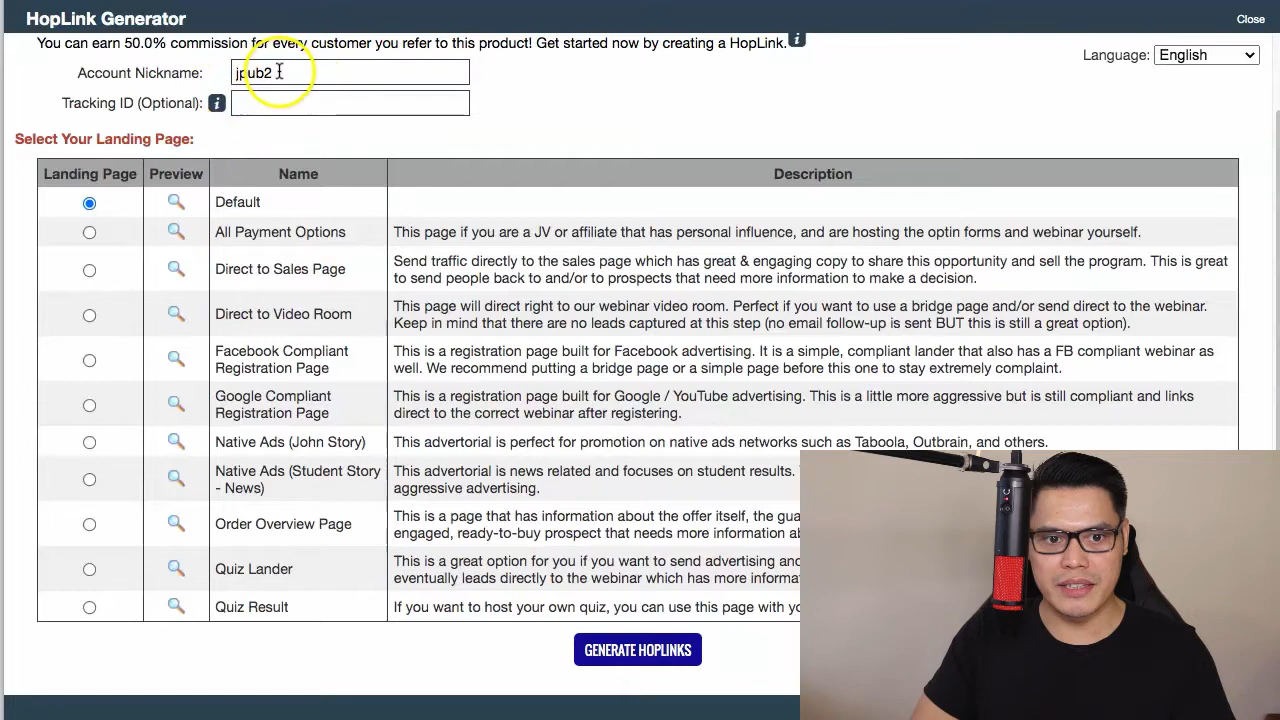 HopLink Generator
Close
You can earn 50.0% commission for every customer you refer to this product! Get started now by creating a HopLink. i
Language: English
Account Nickname: jpub2
Tracking ID (Optional): i
Select Your Landing Page:
Landing Page Preview Name Description
Default
All Payment Options This page if you are a JV or affiliate that has personal influence, and are hosting the optin forms and webinar yourself.
Direct to Sales Page Send traffic directly to the sales page which has great & engaging copy to share this opportunity and sell the program. This is great
to send people back to and/or to prospects that need more information to make a decision.
Direct to Video Room This page will direct right to our webinar video room. Perfect if you want to use a bridge page and/or send direct to the webinar.
Keep in mind that there are no leads captured at this step (no email follow-up is sent BUT this is still a great option).
Facebook Compliant
Registration Page
This is a registration page built for Facebook advertising. It is a simple, compliant lander that also has a FB compliant webinar as
well. We recommend putting a bridge page or a simple page before this one to stay extremely complaint.
Google Compliant
Registration Page
This is a registration page built for Google / YouTube advertising. This is a little more aggressive but is still compliant and links
direct to the correct webinar after registering.
Native Ads (John Story) This advertorial is perfect for promotion on native ads networks such as Taboola, Outbrain, and others.
Native Ads (Student Story
- News)
This advertorial is news related and focuses on student results.
aggressive advertising.
Order Overview Page This is a page that has information about the offer itself, the
engaged, ready-to-buy prospect that needs more information
Quiz Lander This is a great option for you if you want to send advertising
eventually leads directly to the webinar which has more
Quiz Result If you want to host your own quiz, you can use this page with
GENERATE HOPLINKS